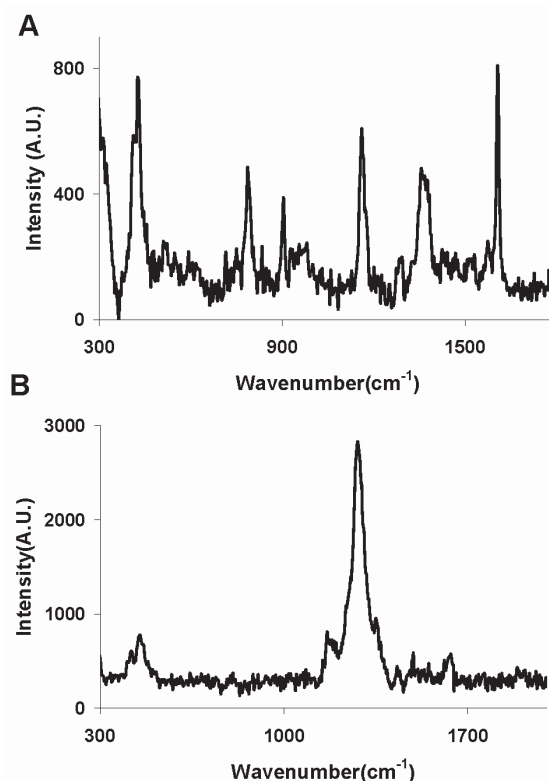 A
Intensity (A.U.)
800
400
0
300
900
1500
Wavenumber(cm⁻¹)
B
Intensity(A.U.)
3000
2000
1000
0
300
1000
1700
Wavenumber(cm⁻¹)